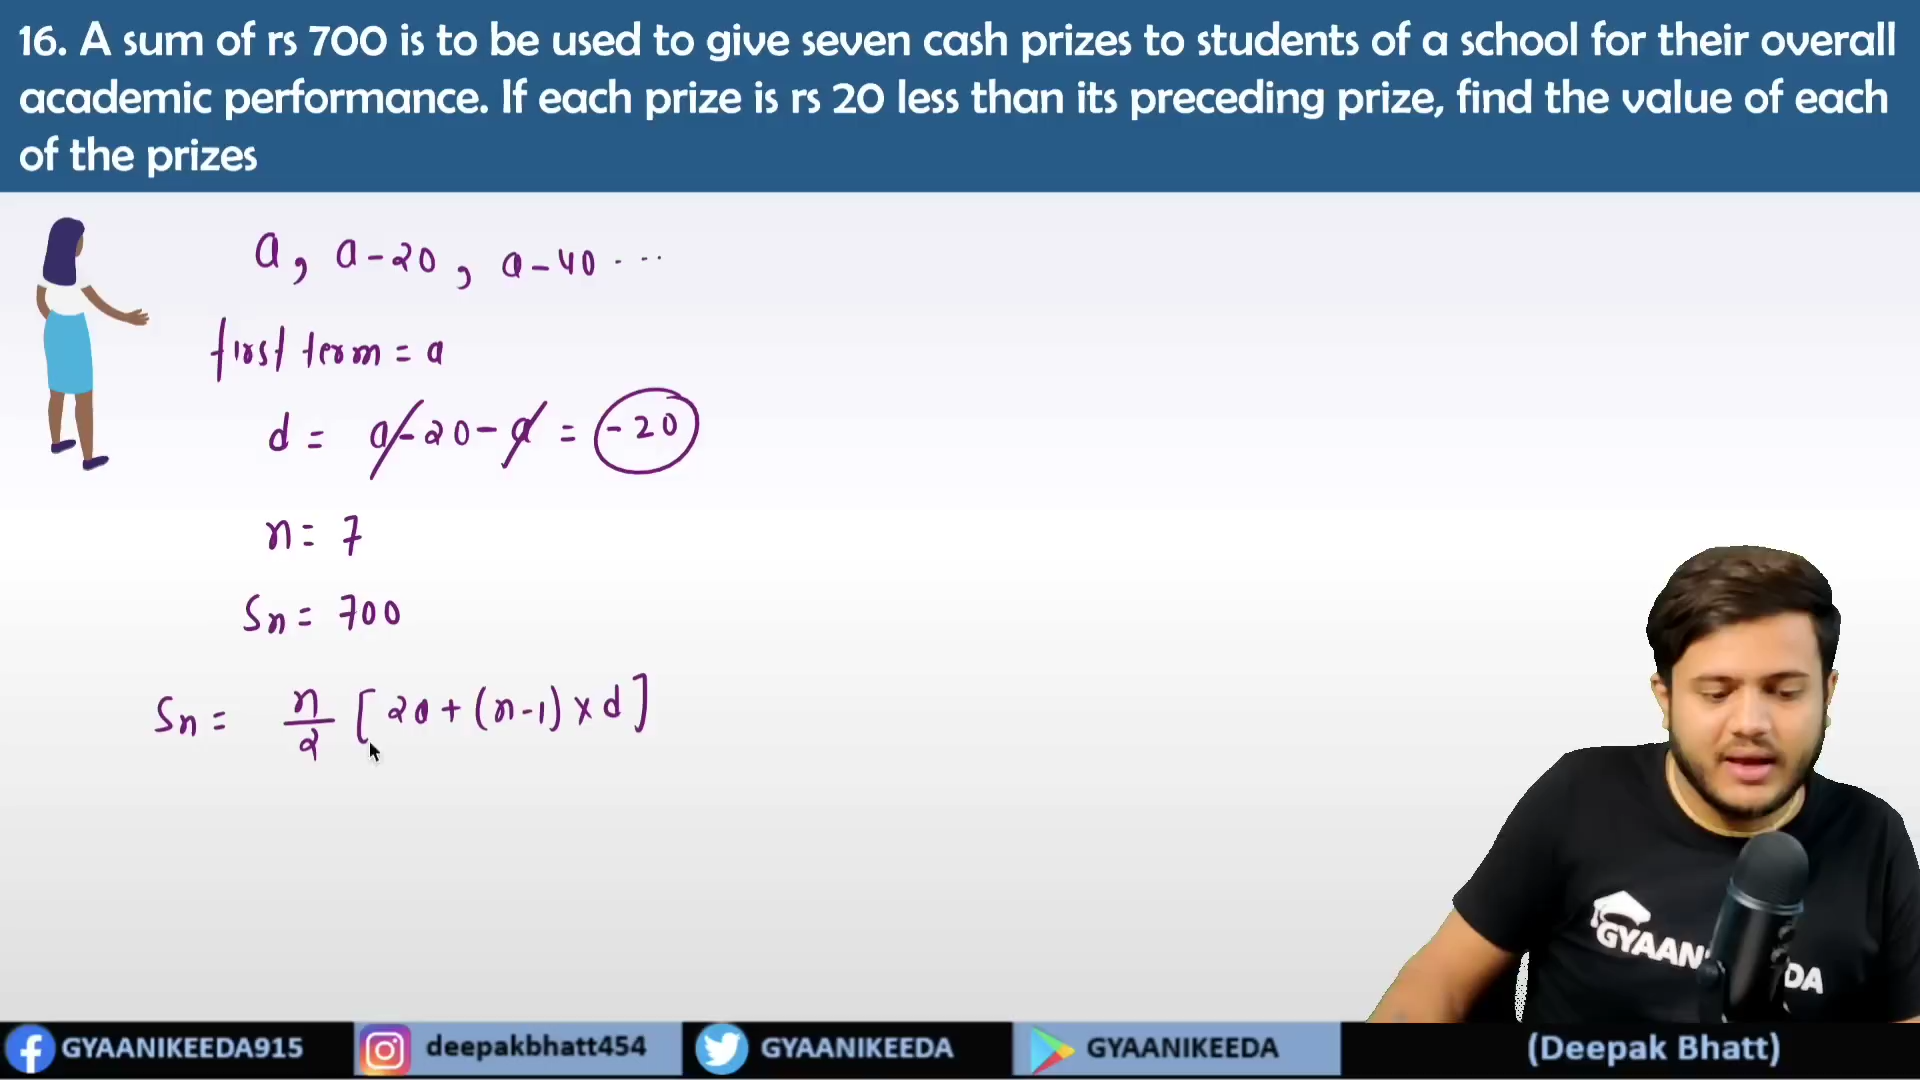 16. A sum of rs 700 is to be used to give seven cash prizes to students of a school for their overall
academic performance. If each prize is rs 20 less than its preceding prize, find the value of each
of the prizes
a, a-20, a-40 ...
first term = a
d = a-20-a = -20
n = 7
Sn = 700
Sn = n/2 [2a+(n-1)×d]
GYAANIKEEDA915
deepakbhatt454
GYAANIKEEDA
GYAANIKEEDA
(Deepak Bhatt)